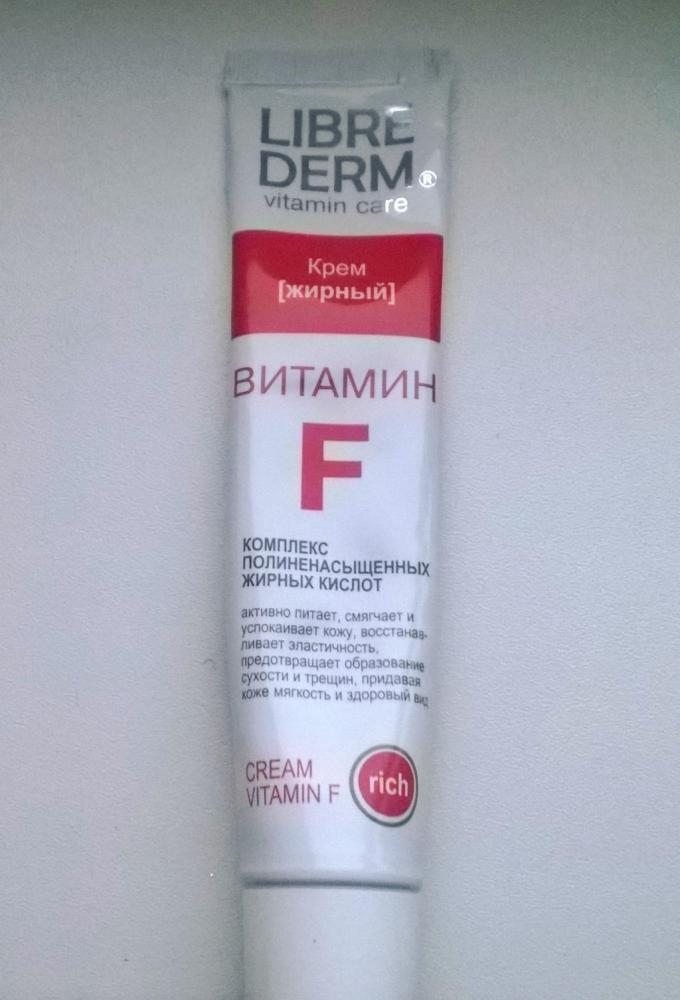 LIBRE
DERM®
vitamin care
Крем
[жирный]
ВИТАМИН
F
КОМПЛЕКС
ПОЛИНЕНАСЫЩЕННЫХ
ЖИРНЫХ КИСЛОТ
активно питает, смягчает и
успокаивает кожу, восстанав-
ливает эластичность,
предотвращает образование
сухости и трещин, придавая
коже мягкость и здоровый вид
CREAM
VITAMIN F
rich